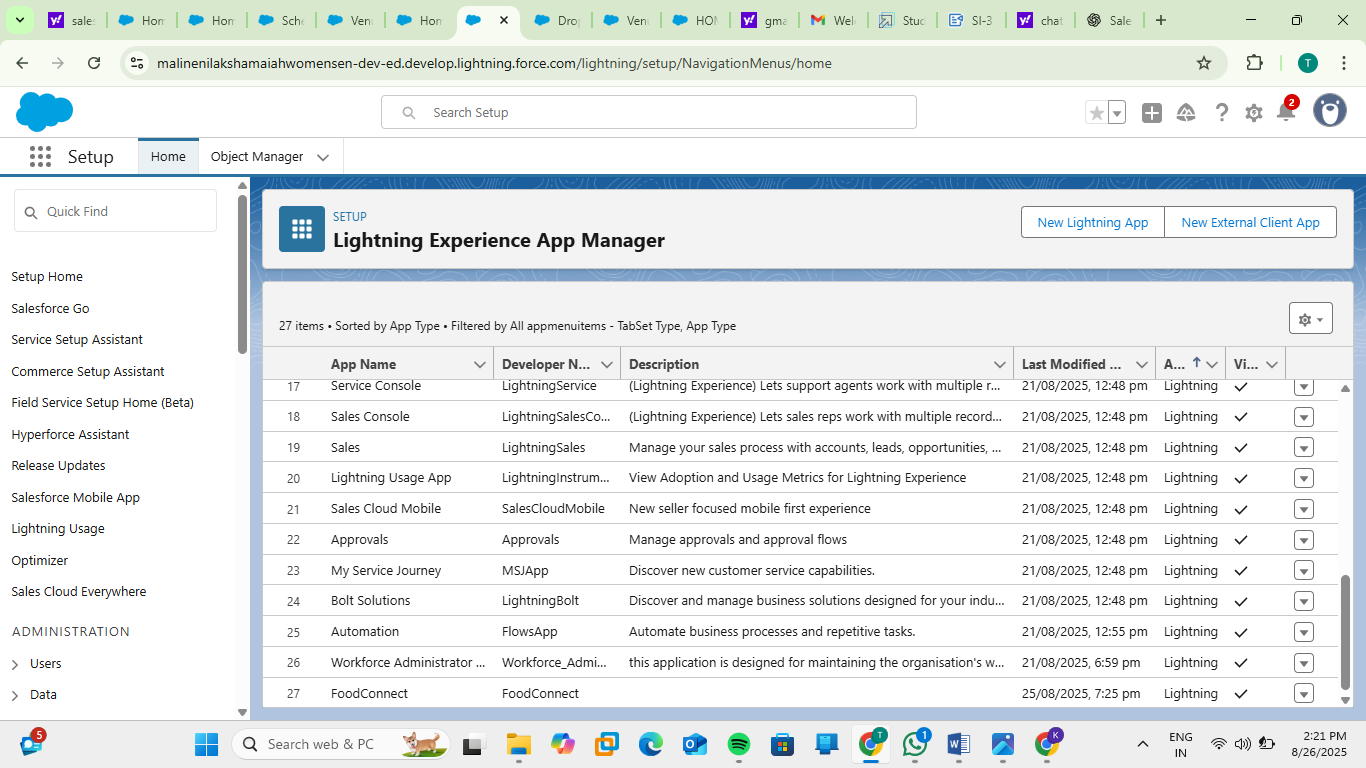 sales
Hom
Hom
Sche
Venu
Hom
Drop
Venu
HOM
gma
Wel
Stud
SI-3
chat
Sale
malinenilakshamaiahwomensen-dev-ed.develop.lightning.force.com/lightning/setup/NavigationMenus/home
T
Search Setup
2
Setup
Home
Object Manager
Quick Find
Setup Home
Salesforce Go
Service Setup Assistant
Commerce Setup Assistant
Field Service Setup Home (Beta)
Hyperforce Assistant
Release Updates
Salesforce Mobile App
Lightning Usage
Optimizer
Sales Cloud Everywhere
ADMINISTRATION
Users
Data
SETUP
Lightning Experience App Manager
New Lightning App
New External Client App
27 items • Sorted by App Type • Filtered by All appmenuitems - TabSet Type, App Type
App Name Developer N... Description Last Modified ... A... Vi...
17 Service Console LightningService (Lightning Experience) Lets support agents work with multiple r... 21/08/2025, 12:48 pm Lightning
18 Sales Console LightningSalesCo... (Lightning Experience) Lets sales reps work with multiple record... 21/08/2025, 12:48 pm Lightning
19 Sales LightningSales Manage your sales process with accounts, leads, opportunities, ... 21/08/2025, 12:48 pm Lightning
20 Lightning Usage App LightningInstrum... View Adoption and Usage Metrics for Lightning Experience 21/08/2025, 12:48 pm Lightning
21 Sales Cloud Mobile SalesCloudMobile New seller focused mobile first experience 21/08/2025, 12:48 pm Lightning
22 Approvals Approvals Manage approvals and approval flows 21/08/2025, 12:48 pm Lightning
23 My Service Journey MSJApp Discover new customer service capabilities. 21/08/2025, 12:48 pm Lightning
24 Bolt Solutions LightningBolt Discover and manage business solutions designed for your indu... 21/08/2025, 12:48 pm Lightning
25 Automation FlowsApp Automate business processes and repetitive tasks. 21/08/2025, 12:55 pm Lightning
26 Workforce Administrator ... Workforce_Admi... this application is designed for maintaining the organisation's w... 21/08/2025, 6:59 pm Lightning
27 FoodConnect FoodConnect 25/08/2025, 7:25 pm Lightning
5
Search web & PC
T
1
K
ENG
IN
2:21 PM
8/26/2025